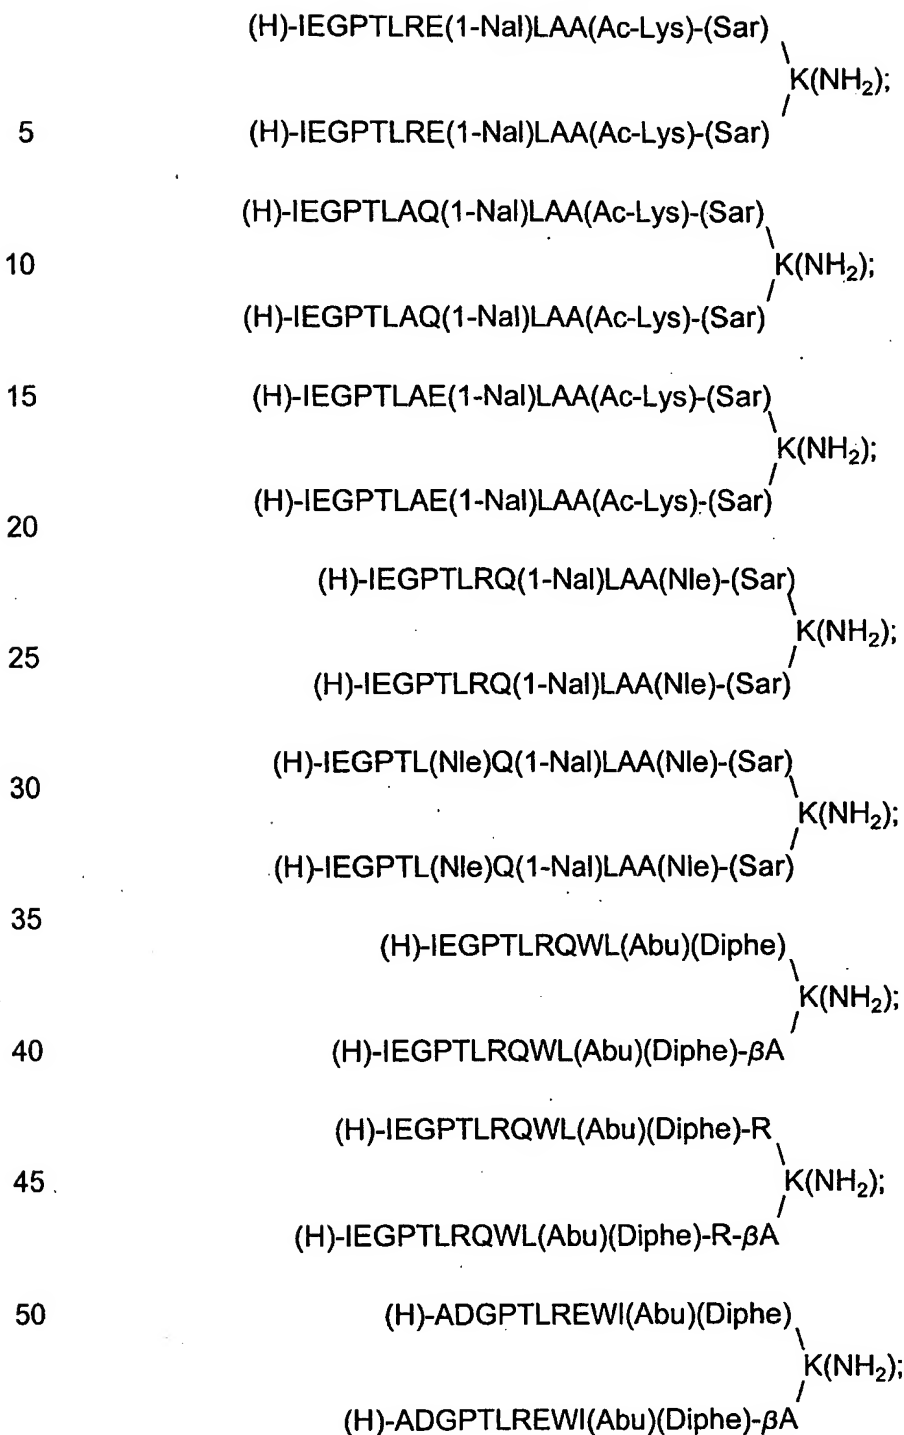 (H)-IEGPTLRE(1-Nal)LAA(Ac-Lys)-(Sar)
\
K(NH₂);
/
5 (H)-IEGPTLRE(1-Nal)LAA(Ac-Lys)-(Sar)
(H)-IEGPTLAQ(1-Nal)LAA(Ac-Lys)-(Sar)
\
10 K(NH₂);
/
(H)-IEGPTLAQ(1-Nal)LAA(Ac-Lys)-(Sar)
15 (H)-IEGPTLAE(1-Nal)LAA(Ac-Lys)-(Sar)
\
K(NH₂);
/
(H)-IEGPTLAE(1-Nal)LAA(Ac-Lys)-(Sar)
20
(H)-IEGPTLRQ(1-Nal)LAA(Nle)-(Sar)
\
K(NH₂);
/
25
(H)-IEGPTLRQ(1-Nal)LAA(Nle)-(Sar)
(H)-IEGPTL(Nle)Q(1-Nal)LAA(Nle)-(Sar)
\
30
K(NH₂);
/
(H)-IEGPTL(Nle)Q(1-Nal)LAA(Nle)-(Sar)
35
(H)-IEGPTLRQWL(Abu)(Diphe)
\
K(NH₂);
/
40 (H)-IEGPTLRQWL(Abu)(Diphe)-βA
(H)-IEGPTLRQWL(Abu)(Diphe)-R
\
45 K(NH₂);
/
(H)-IEGPTLRQWL(Abu)(Diphe)-R-βA
50 (H)-ADGPTLREWI(Abu)(Diphe)
\
K(NH₂);
/
(H)-ADGPTLREWI(Abu)(Diphe)-βA